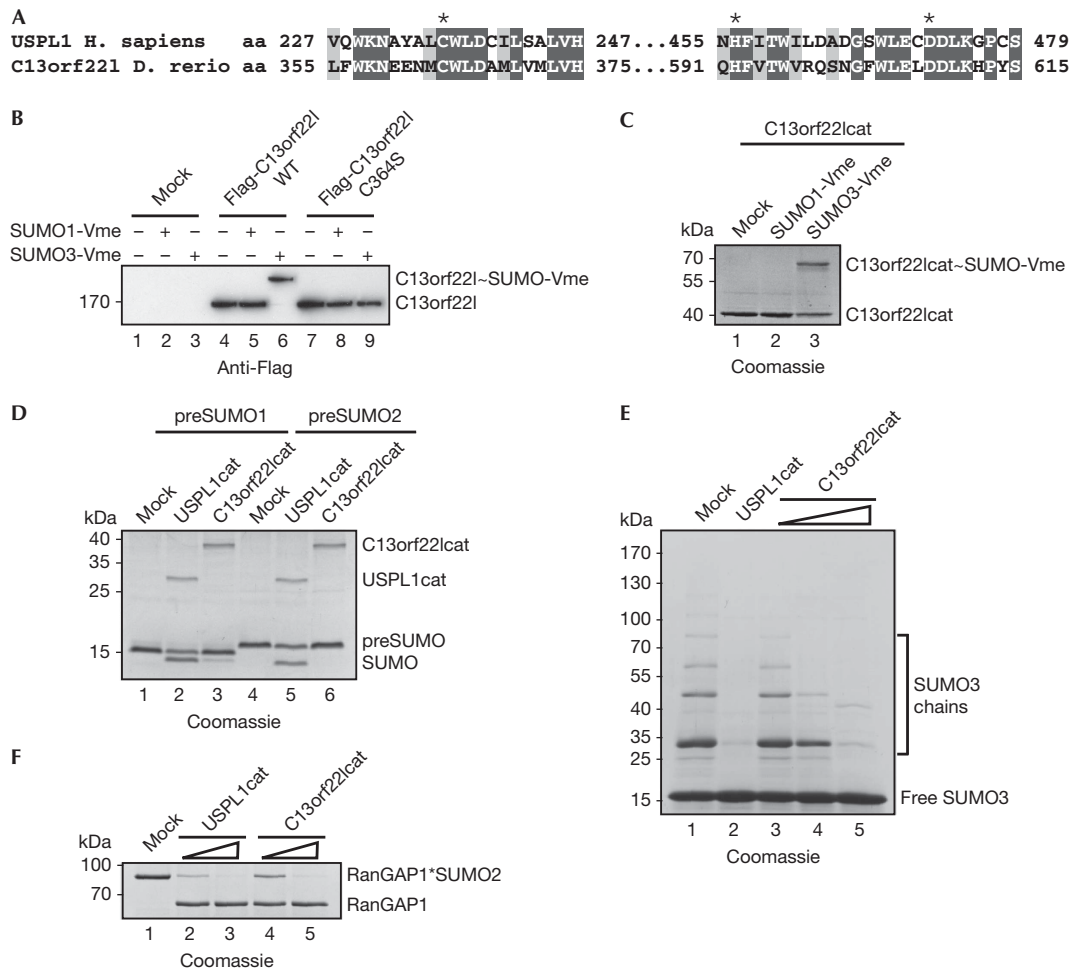 A
* * *
USPL1 H. sapiens aa 227 VQWKNAYALCWLDCILSALVH 247...455 NHFITWILDADGSWLECDDLKGPCS 479
C13orf22l D. rerio aa 355 LFWKNEENMCWLDAMLVMLVH 375...591 QHFVTWVRQSNGFWLELDDLKHPYS 615
B
Mock
Flag-C13orf22l WT
Flag-C13orf22l C364S
SUMO1-Vme – + – – + – – + –
SUMO3-Vme – – + – – + – – +
170
C13orf22l~SUMO-Vme
C13orf22l
1 2 3 4 5 6 7 8 9
Anti-Flag
C
C13orf22lcat
Mock
SUMO1-Vme
SUMO3-Vme
kDa
70
55
40
C13orf22lcat~SUMO-Vme
C13orf22lcat
1 2 3
Coomassie
D
preSUMO1 preSUMO2
Mock
USPL1cat
C13orf22lcat
Mock
USPL1cat
C13orf22lcat
kDa
40
35
25
15
C13orf22lcat
USPL1cat
preSUMO
SUMO
1 2 3 4 5 6
Coomassie
E
Mock
USPL1cat
C13orf22lcat
kDa
170
130
100
70
55
40
35
25
15
SUMO3
chains
Free SUMO3
1 2 3 4 5
Coomassie
F
Mock
USPL1cat
C13orf22lcat
kDa
100
70
RanGAP1*SUMO2
RanGAP1
1 2 3 4 5
Coomassie